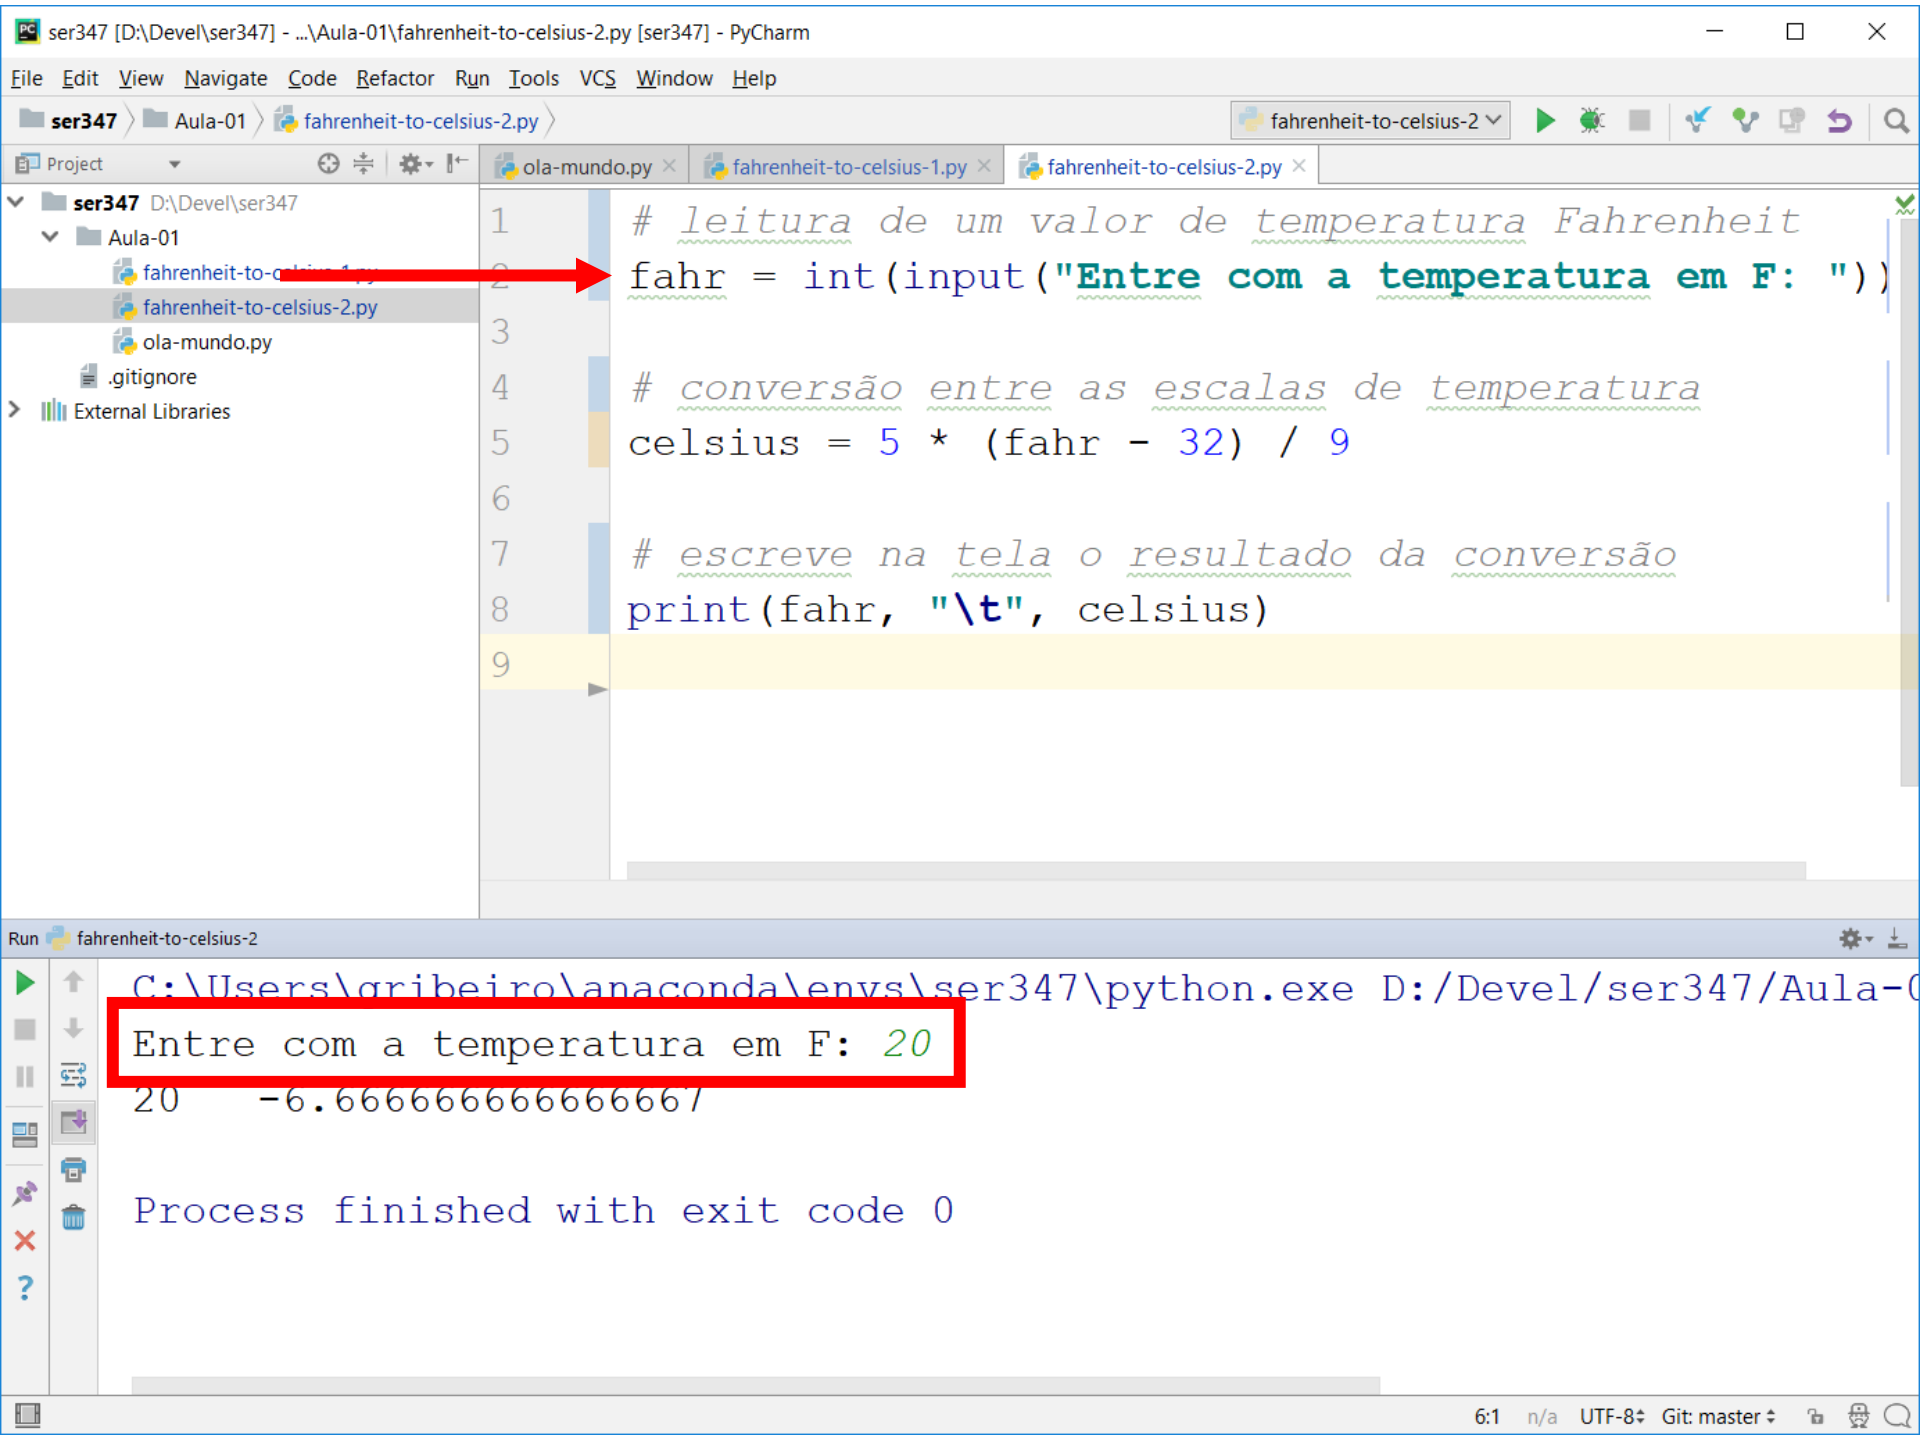 ser347 [D:\Devel\ser347] - ...\Aula-01\fahrenheit-to-celsius-2.py [ser347] - PyCharm
File Edit View Navigate Code Refactor Run Tools VCS Window Help
ser347 Aula-01 fahrenheit-to-celsius-2.py
fahrenheit-to-celsius-2
Project
ola-mundo.py fahrenheit-to-celsius-1.py fahrenheit-to-celsius-2.py
ser347 D:\Devel\ser347
Aula-01
fahrenheit-to-celsius-1.py
fahrenheit-to-celsius-2.py
ola-mundo.py
.gitignore
External Libraries
1 # leitura de um valor de temperatura Fahrenheit
2 fahr = int(input("Entre com a temperatura em F: "))
3
4 # conversão entre as escalas de temperatura
5 celsius = 5 * (fahr - 32) / 9
6
7 # escreve na tela o resultado da conversão
8 print(fahr, "\t", celsius)
9
Run fahrenheit-to-celsius-2
C:\Users\gribeiro\anaconda\envs\ser347\python.exe D:/Devel/ser347/Aula-0
Entre com a temperatura em F: 20
20 -6.666666666666667
Process finished with exit code 0
6:1 n/a UTF-8 Git: master